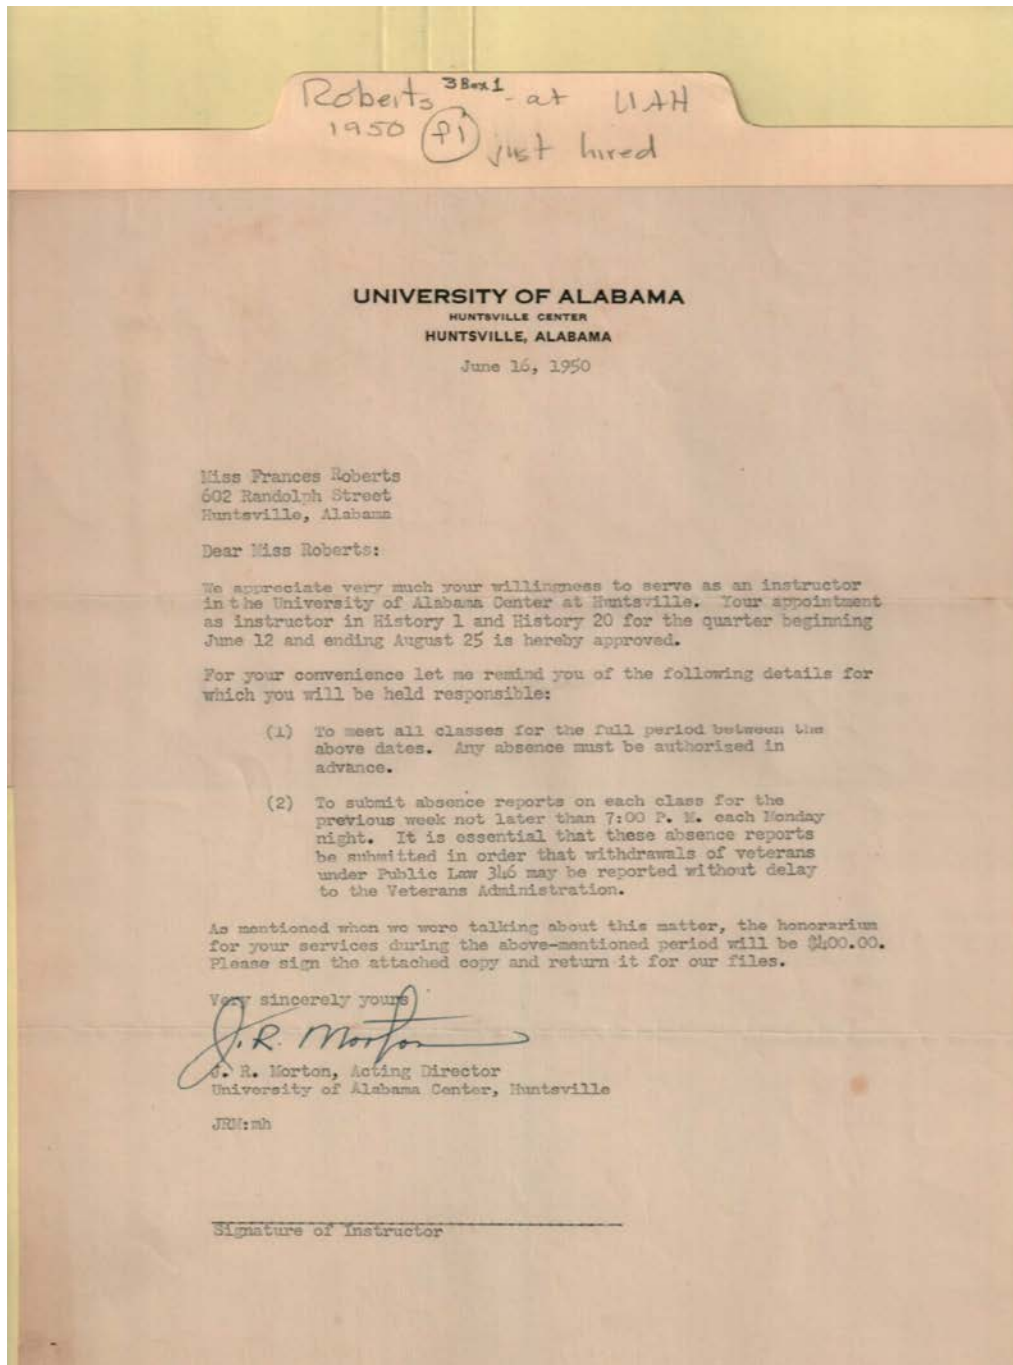 Roberts 3 Box 1 - at UAH
1950 just hired
UNIVERSITY OF ALABAMA
HUNTSVILLE CENTER
HUNTSVILLE, ALABAMA
June 16, 1950
Miss Frances Roberts
602 Randolph Street
Huntsville, Alabama
Dear Miss Roberts:
We appreciate very much your willingness to serve as an instructor
in the University of Alabama Center at Huntsville. Your appointment
as instructor in History 1 and History 20 for the quarter beginning
June 12 and ending August 25 is hereby approved.
For your convenience let me remind you of the following details for
which you will be held responsible:
(1) To meet all classes for the full period between the
above dates. Any absence must be authorized in
advance.
(2) To submit absence reports on each class for the
previous week not later than 7:00 P. M. each Monday
night. It is essential that these absence reports
be submitted in order that withdrawals of veterans
under Public Law 346 may be reported without delay
to the Veterans Administration.
As mentioned when we were talking about this matter, the honorarium
for your services during the above-mentioned period will be $400.00.
Please sign the attached copy and return it for our files.
Very sincerely yours
J. R. Morton
J. R. Morton, Acting Director
University of Alabama Center, Huntsville
JRM:mh
Signature of Instructor